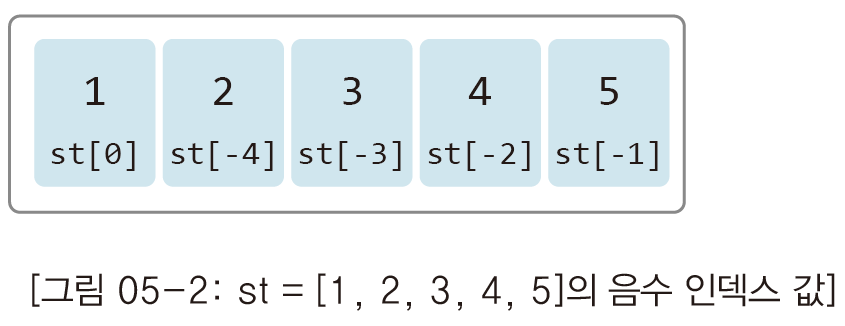 1 2 3 4 5
st[0] st[-4] st[-3] st[-2] st[-1]
[그림 05-2: st = [1, 2, 3, 4, 5]의 음수 인덱스 값]